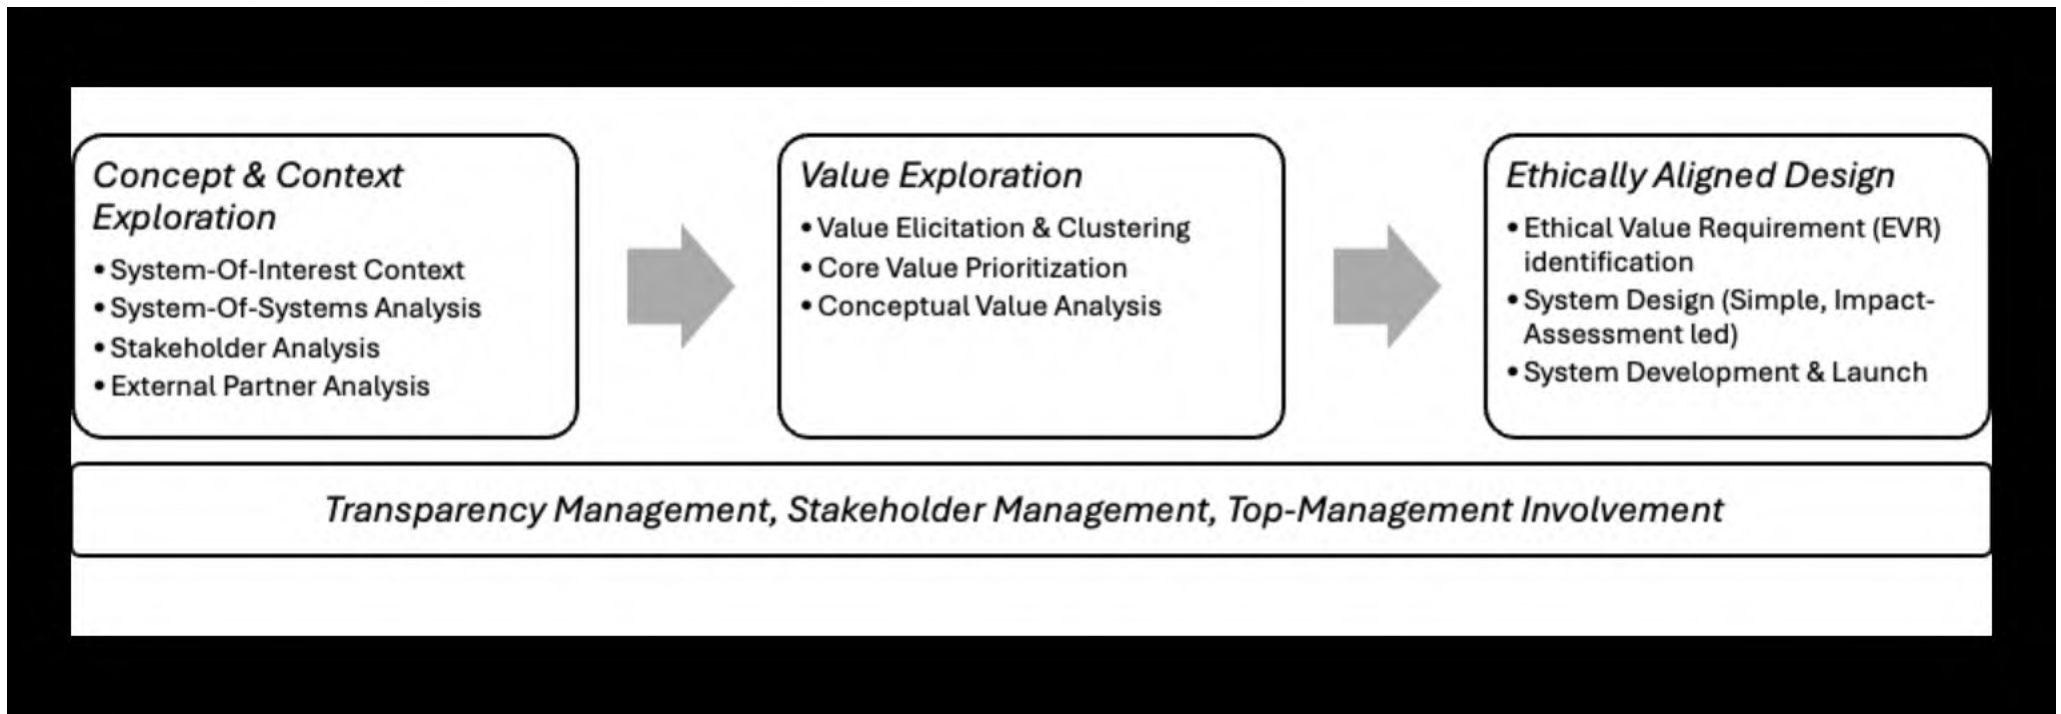 Concept & Context
Exploration
• System-Of-Interest Context
• System-Of-Systems Analysis
• Stakeholder Analysis
• External Partner Analysis
Value Exploration
• Value Elicitation & Clustering
• Core Value Prioritization
• Conceptual Value Analysis
Ethically Aligned Design
• Ethical Value Requirement (EVR)
identification
• System Design (Simple, Impact-
Assessment led)
• System Development & Launch
Transparency Management, Stakeholder Management, Top-Management Involvement